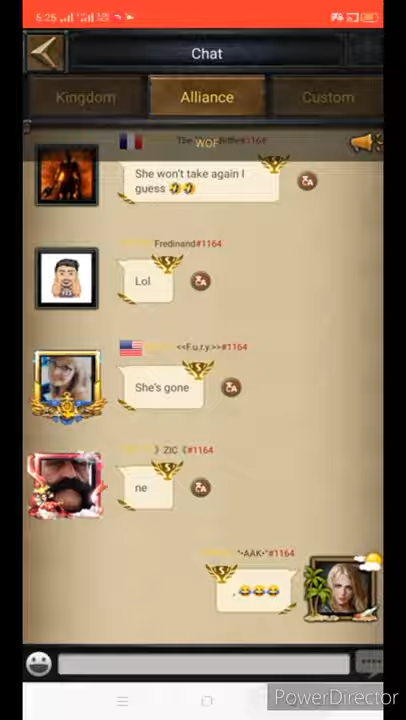 5:25
Chat
Kingdom
Alliance
Custom
WOF
#1164
She won't take again I
guess 🤣🤣
Fredinand#1164
Lol
<<F.u.r.y.>>#1164
She's gone
》ZIC《#1164
ne
*•AAK•*#1164
, 😂😂😂
PowerDirector